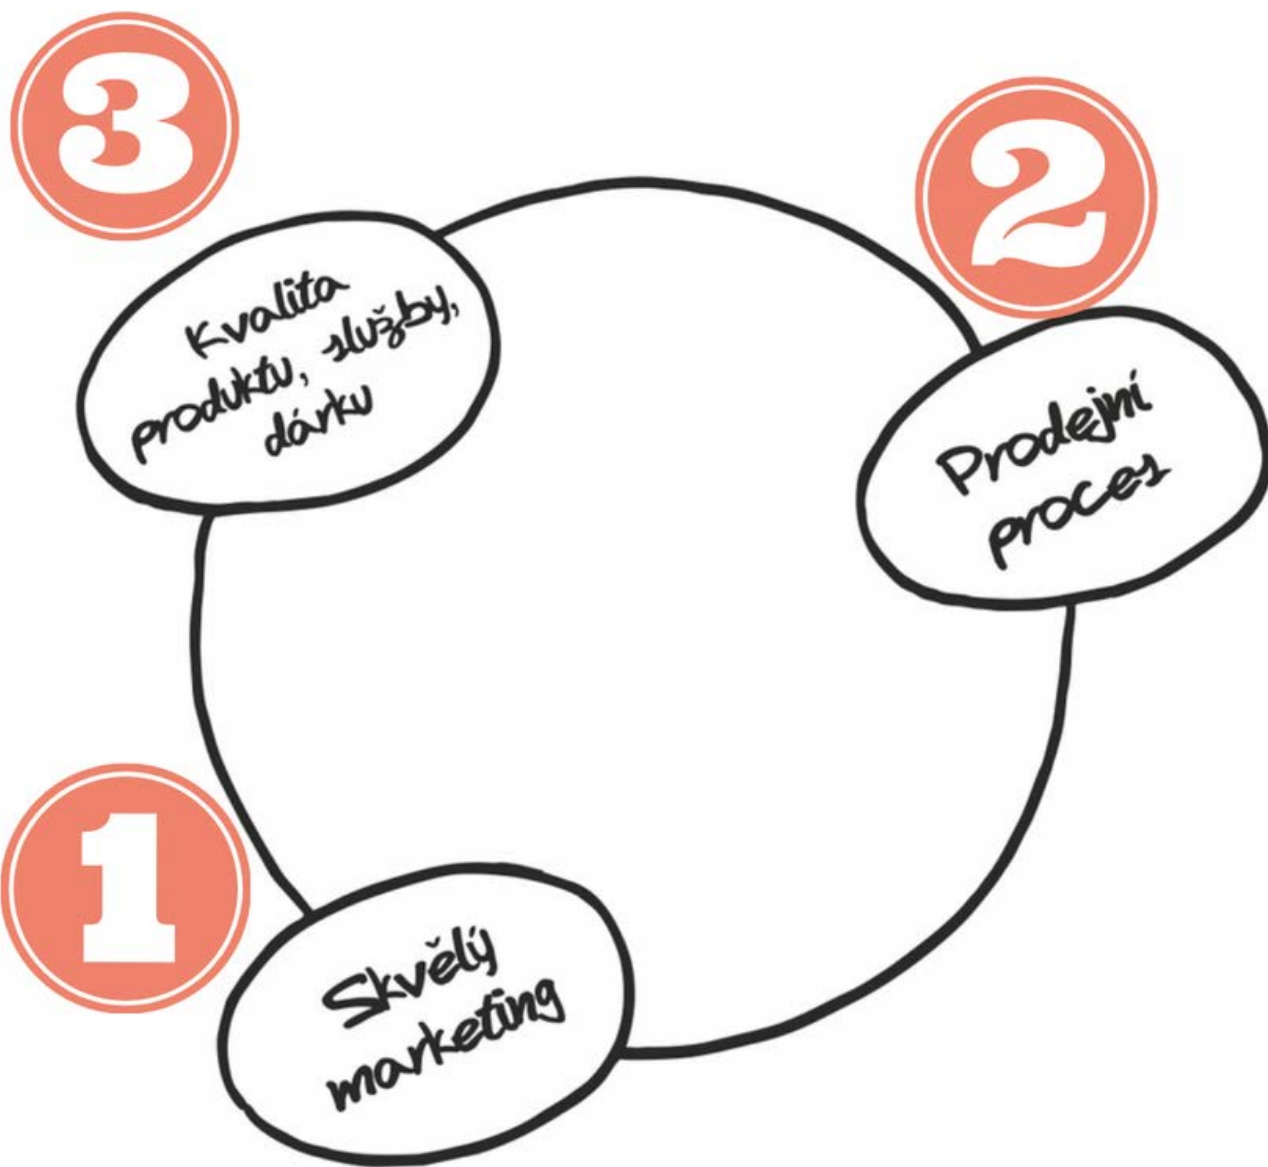 3
Kvalita
produktu, služby,
dárku
2
Prodejní
proces
1
Skvělý
marketing